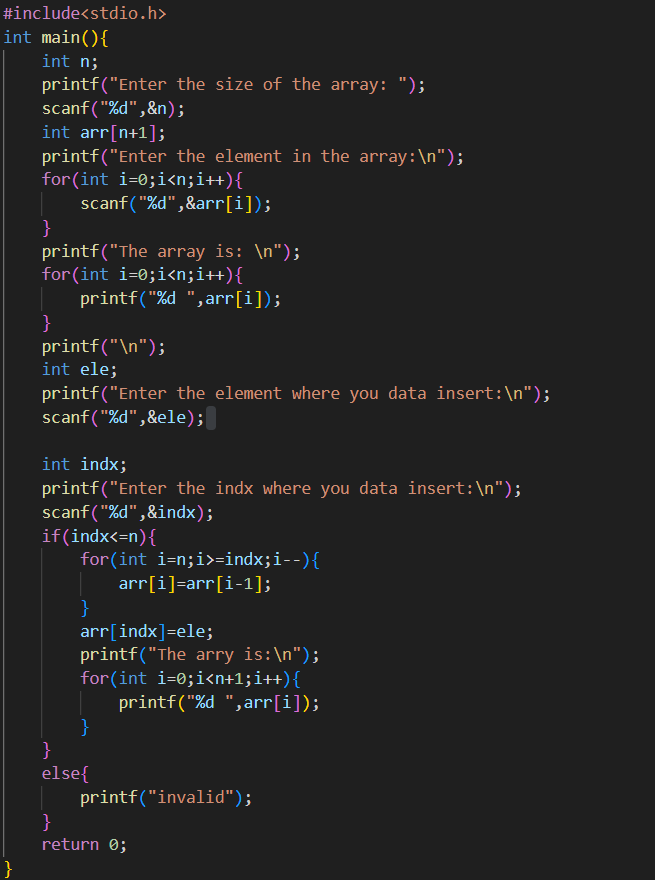 #include<stdio.h>
int main(){
    int n;
    printf("Enter the size of the array: ");
    scanf("%d",&n);
    int arr[n+1];
    printf("Enter the element in the array:\n");
    for(int i=0;i<n;i++){
        scanf("%d",&arr[i]);
    }
    printf("The array is: \n");
    for(int i=0;i<n;i++){
        printf("%d ",arr[i]);
    }
    printf("\n");
    int ele;
    printf("Enter the element where you data insert:\n");
    scanf("%d",&ele);

    int indx;
    printf("Enter the indx where you data insert:\n");
    scanf("%d",&indx);
    if(indx<=n){
        for(int i=n;i>=indx;i--){
            arr[i]=arr[i-1];
        }
        arr[indx]=ele;
        printf("The arry is:\n");
        for(int i=0;i<n+1;i++){
            printf("%d ",arr[i]);
        }
    }
    else{
        printf("invalid");
    }
    return 0;
}